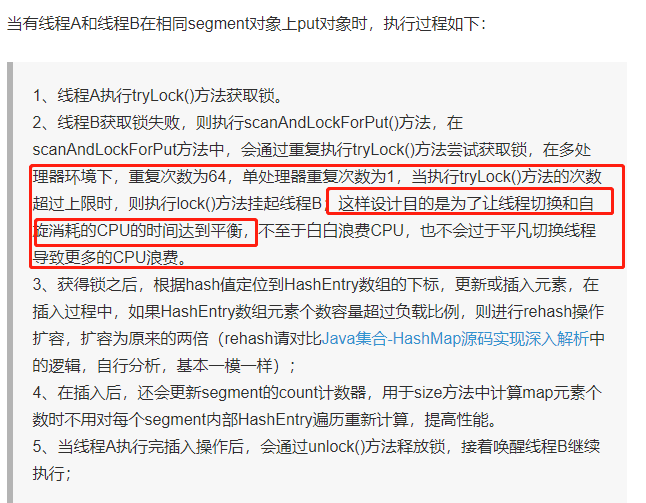 当有线程A和线程B在相同segment对象上put对象时，执行过程如下：
1、线程A执行tryLock()方法获取锁。
2、线程B获取锁失败，则执行scanAndLockForPut()方法，在
scanAndLockForPut方法中，会通过重复执行tryLock()方法尝试获取锁，在多处
理器环境下，重复次数为64，单处理器重复次数为1，当执行tryLock()方法的次数
超过上限时，则执行lock()方法挂起线程B，这样设计目的是为了让线程切换和自
旋消耗的CPU的时间达到平衡，不至于白白浪费CPU，也不会过于平凡切换线程
导致更多的CPU浪费。
3、获得锁之后，根据hash值定位到HashEntry数组的下标，更新或插入元素，在
插入过程中，如果HashEntry数组元素个数容量超过负载比例，则进行rehash操作
扩容，扩容为原来的两倍（rehash请对比Java集合-HashMap源码实现深入解析中
的逻辑，自行分析，基本一模一样）；
4、在插入后，还会更新segment的count计数器，用于size方法中计算map元素个
数时不用对每个segment内部HashEntry遍历重新计算，提高性能。
5、当线程A执行完插入操作后，会通过unlock()方法释放锁，接着唤醒线程B继续
执行；